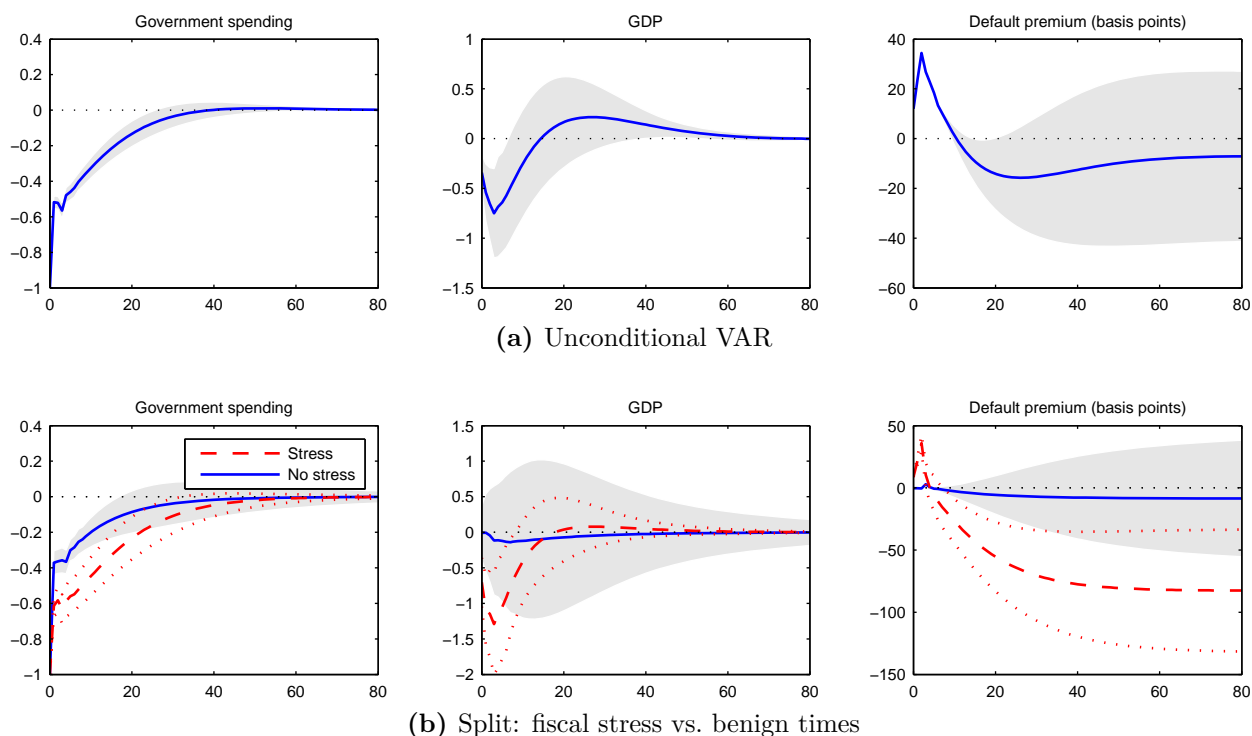 Government spending
GDP
Default premium (basis points)
0.4
0.2
0
−0.2
−0.4
−0.6
−0.8
−1
0 20 40 60 80
1
0.5
0
−0.5
−1
−1.5
0 20 40 60 80
40
20
0
−20
−40
−60
0 20 40 60 80
(a) Unconditional VAR
Government spending
GDP
Default premium (basis points)
0.4
0.2
0
−0.2
−0.4
−0.6
−0.8
−1
0 20 40 60 80
Stress
No stress
1.5
1
0.5
0
−0.5
−1
−1.5
−2
0 20 40 60 80
50
0
−50
−100
−150
0 20 40 60 80
(b) Split: fiscal stress vs. benign times